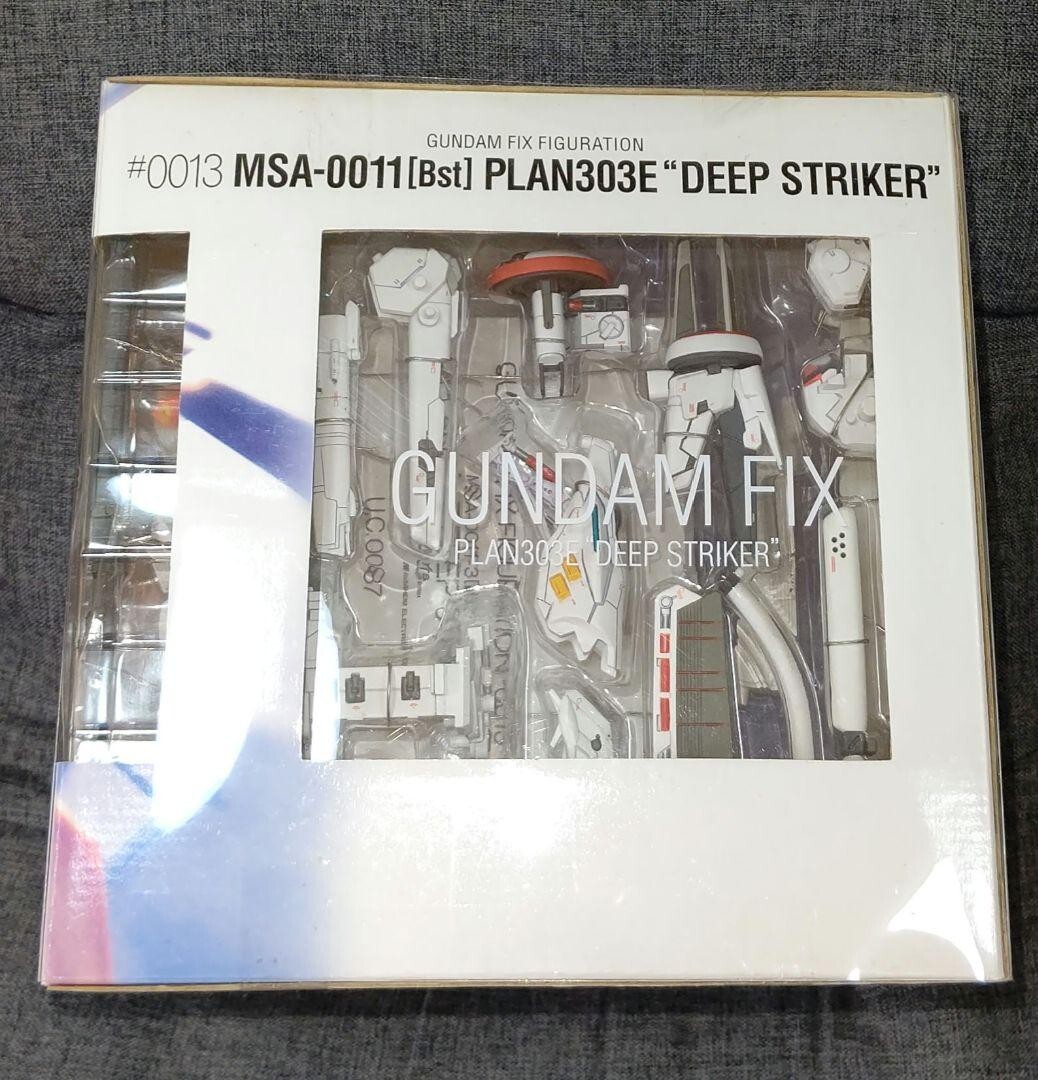 GUNDAM FIX FIGURATION
#0013 MSA-0011[Bst] PLAN303E “DEEP STRIKER”
GUNDAM FIX
PLAN303E “DEEP STRIKER”
U.C.0087